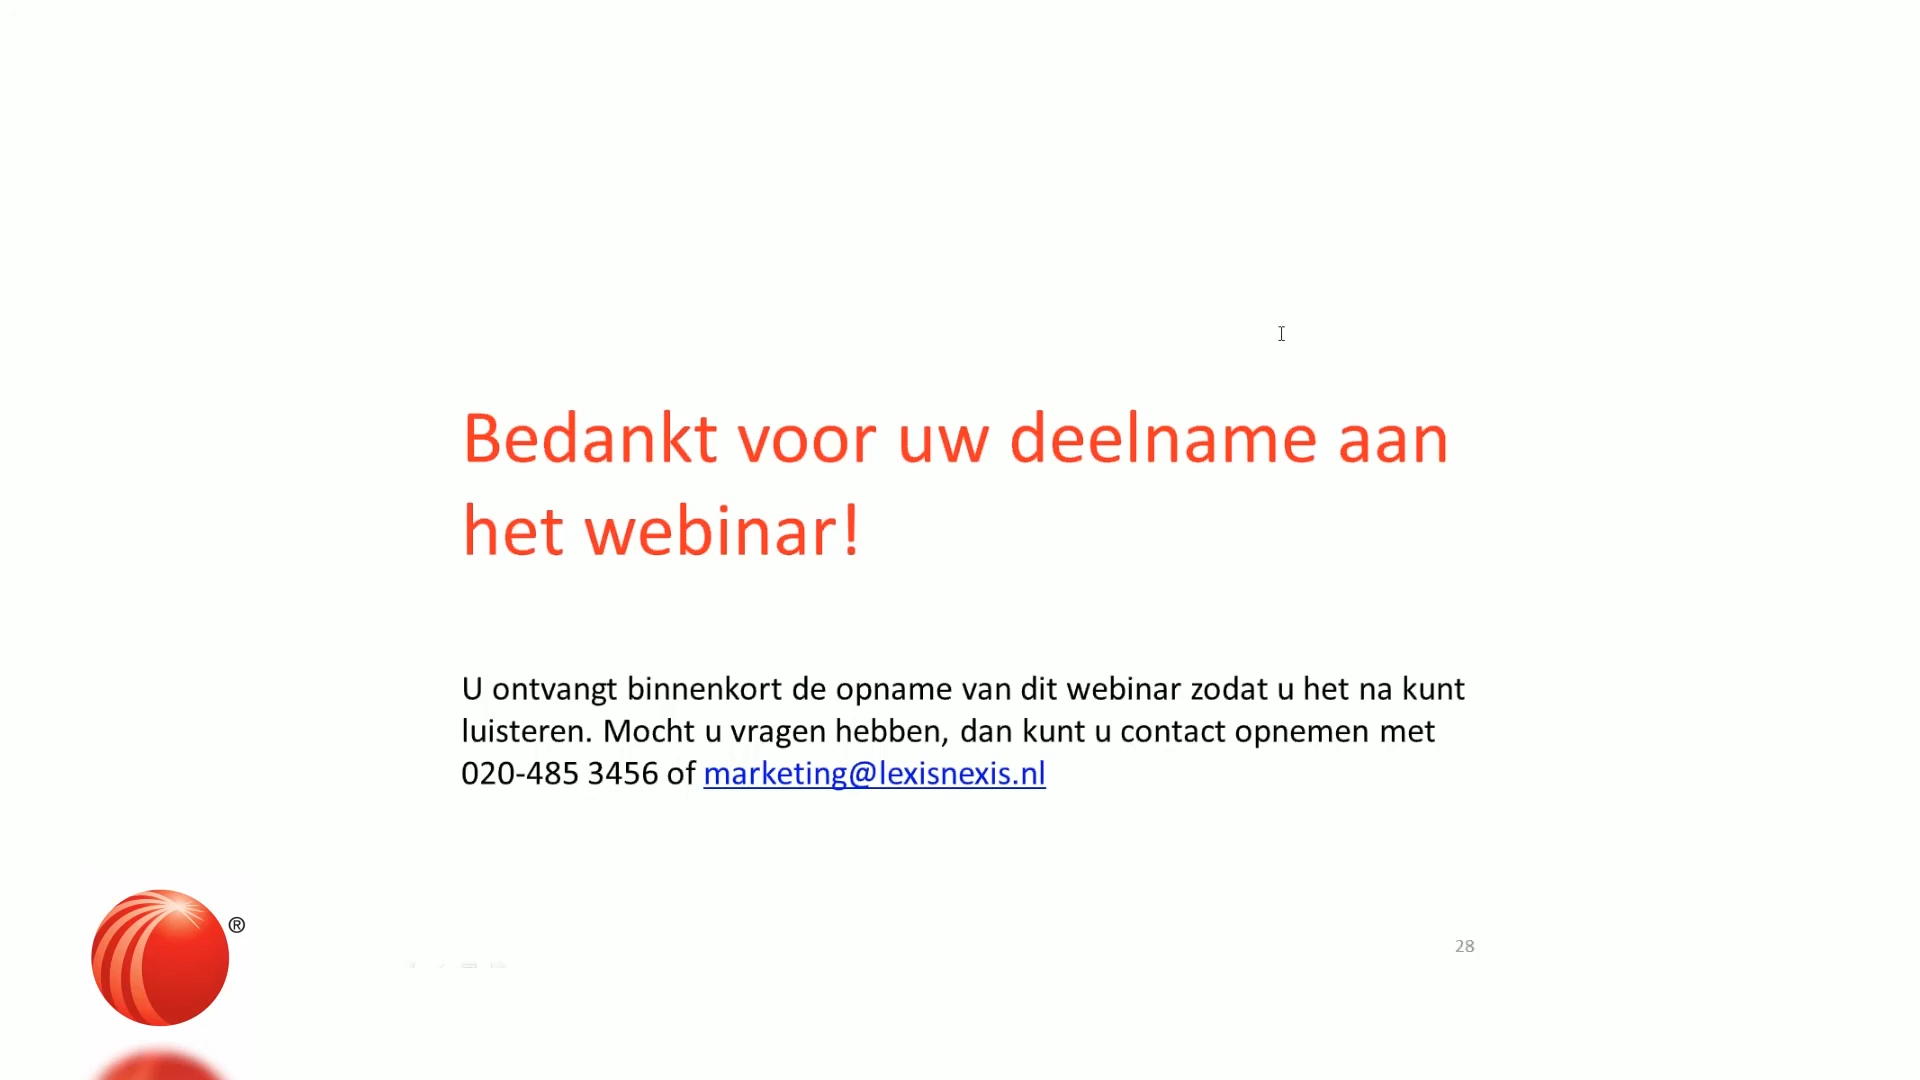 Bedankt voor uw deelname aan
het webinar!
U ontvangt binnenkort de opname van dit webinar zodat u het na kunt
luisteren. Mocht u vragen hebben, dan kunt u contact opnemen met
020-485 3456 of marketing@lexisnexis.nl
®
28